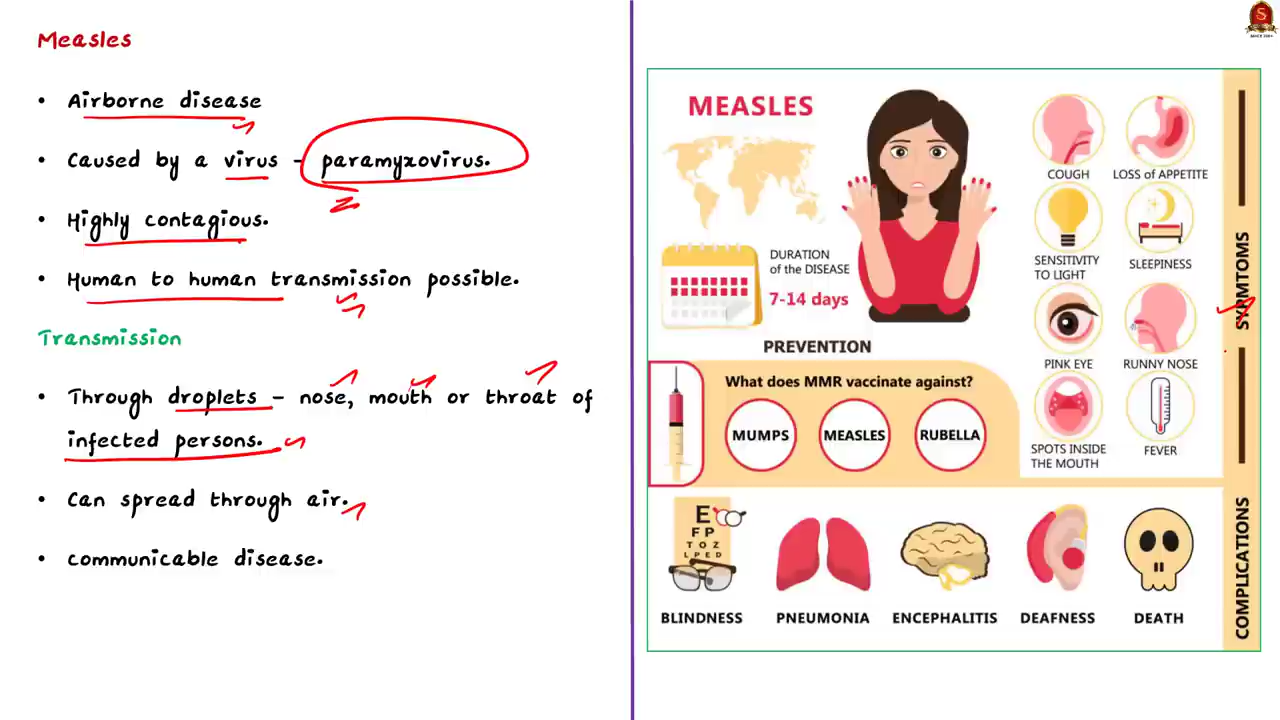 Measles
• Airborne disease
• Caused by a virus - paramyxovirus.
• Highly contagious.
• Human to human transmission possible.
Transmission
• Through droplets - nose, mouth or throat of
infected persons.
• Can spread through air.
• communicable disease.
S
MEASLES
DURATION
of the DISEASE
7-14 days
COUGH
LOSS of APPETITE
SENSITIVITY
TO LIGHT
SLEEPINESS
PINK EYE
RUNNY NOSE
SPOTS INSIDE
THE MOUTH
FEVER
SYMPTOMS
PREVENTION
What does MMR vaccinate against?
MUMPS
MEASLES
RUBELLA
E
F P
T O Z
L P E D
BLINDNESS
PNEUMONIA
ENCEPHALITIS
DEAFNESS
DEATH
COMPLICATIONS